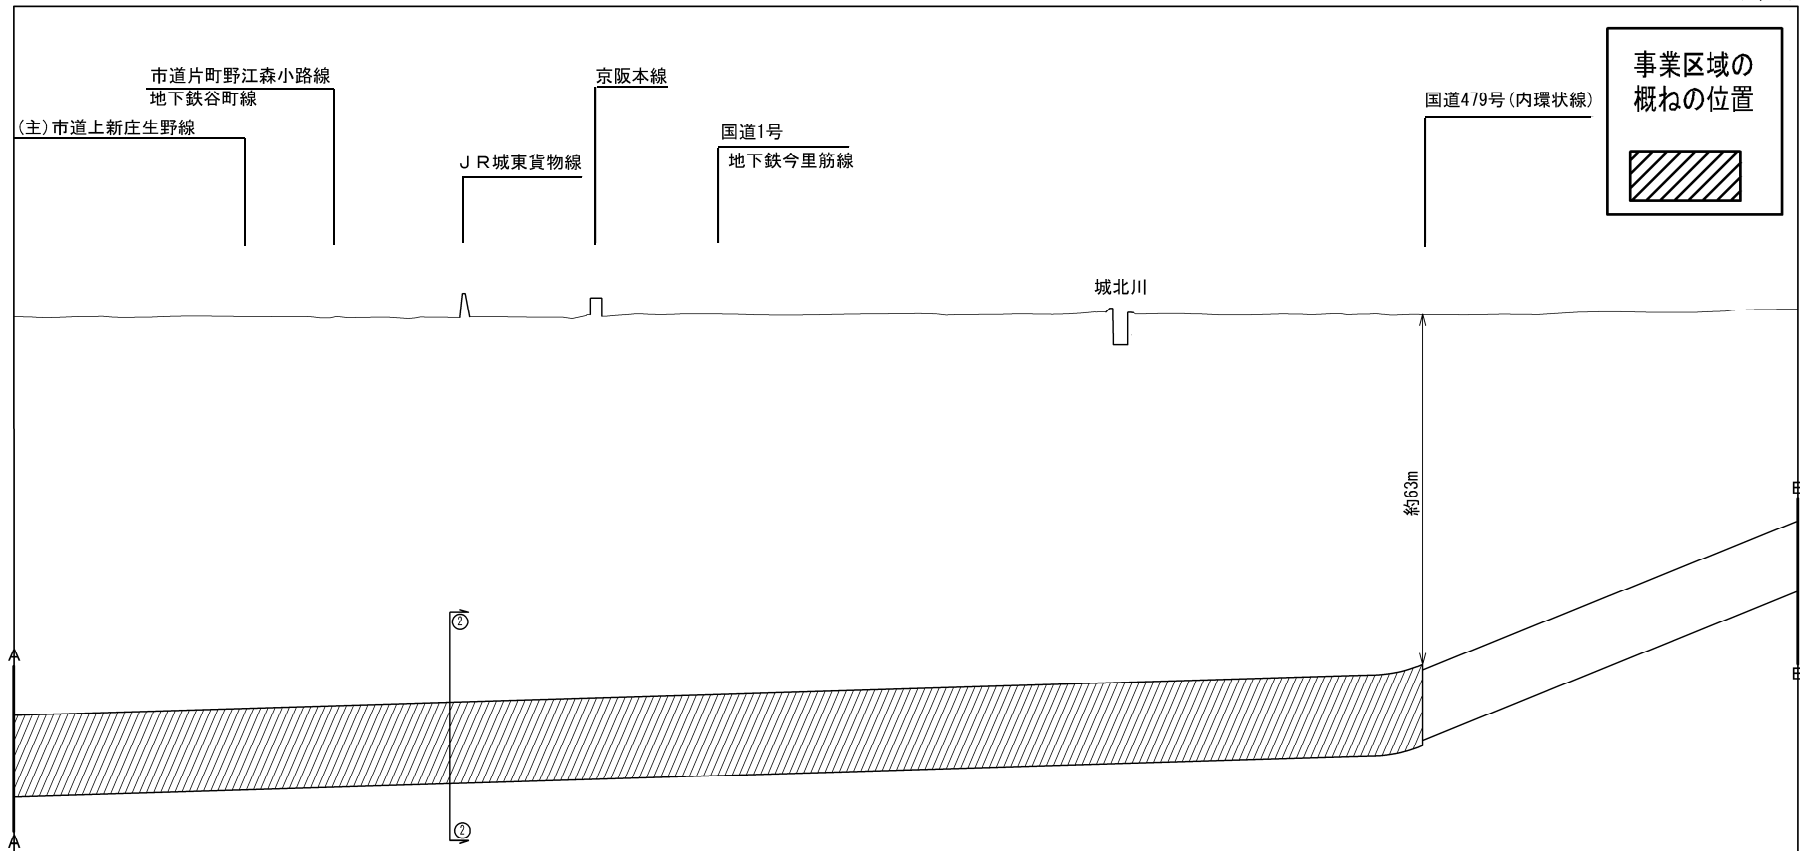 事業区域の
概ねの位置
市道片町野江森小路線
地下鉄谷町線
(主)市道上新庄生野線
JR城東貨物線
京阪本線
国道1号
地下鉄今里筋線
国道479号(内環状線)
城北川
約63m
A
A
②
②